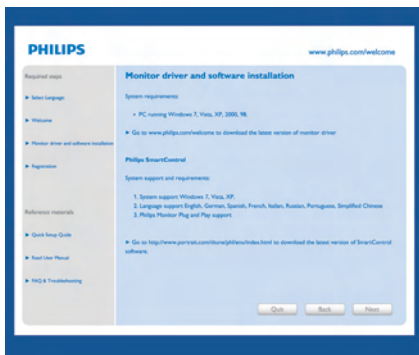 PHILIPS
www.philips.com/welcome
Required steps
Select Language
Welcome
Monitor driver and software installation
Registration
Reference materials
Quick Setup Guide
Read User Manual
FAQ & Troubleshooting
Monitor driver and software installation
System requirements:
• PC running Windows 7, Vista, XP, 2000, 98.
Go to www.philips.com/welcome to download the latest version of monitor driver
Philips SmartControl
System support and requirements:
1. System support Windows 7, Vista, XP.
2. Language support English, German, Spanish, French, Italian, Russian, Portuguese, Simplified Chinese
3. Philips Monitor Plug and Play support.
Go to http://www.portrait.com/dtune/phl/enu/index.html to download the latest version of SmartControl
software.
Quit
Back
Next